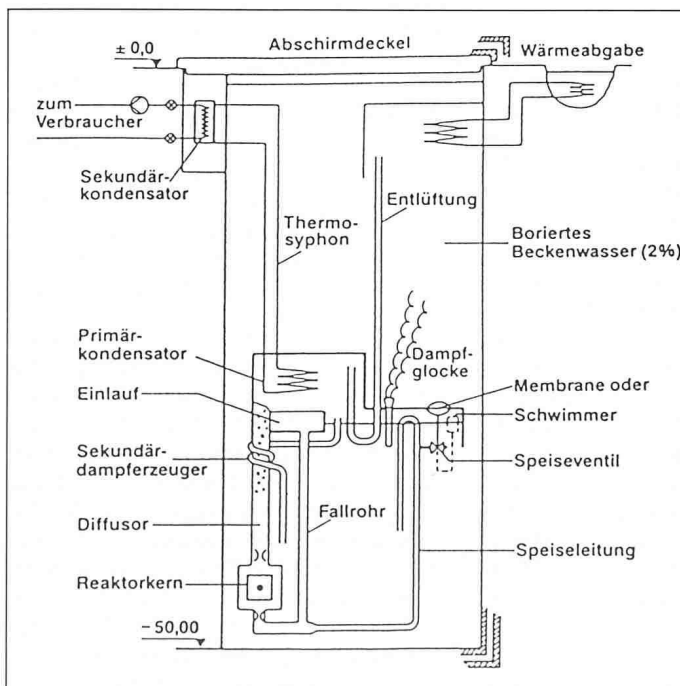 Abschirmdeckel
± 0,0
Wärmeabgabe
zum
Verbraucher
Sekundär-
kondensator
Thermo-
syphon
Entlüftung
Boriertes
Beckenwasser (2%)
Primär-
kondensator
Dampf-
glocke
Membrane oder
Einlauf
Schwimmer
Sekundär-
dampferzeuger
Speiseventil
Diffusor
Fallrohr
Speiseleitung
Reaktorkern
– 50,00